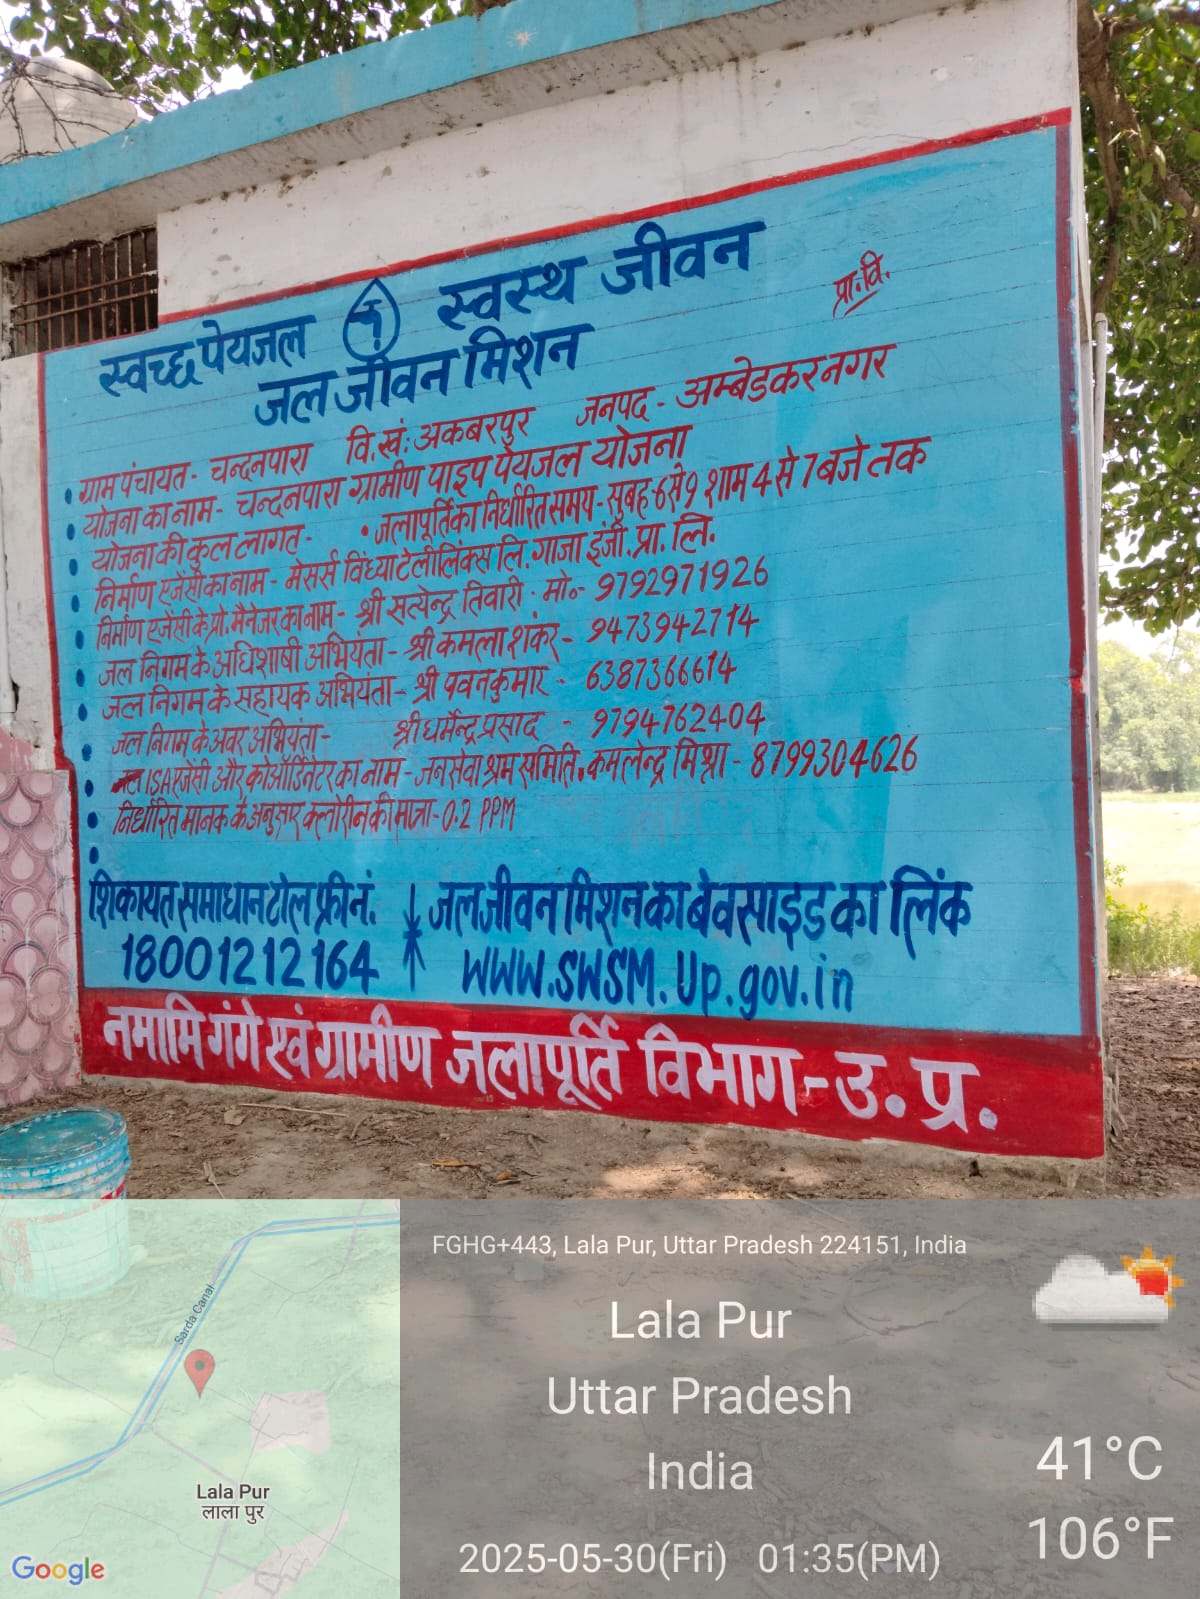 स्वच्छ पेयजल स्वस्थ जीवन
जल जीवन मिशन
प्रा.वि.
ग्राम पंचायत - चन्दनपारा वि.खं: अकबरपुर जनपद - अम्बेडकरनगर
योजना का नाम - चन्दनपारा ग्रामीण पाइप पेयजल योजना
योजना की कुल लागत - • जलापूर्ति का निर्धारित समय - सुबह 6 से 9 शाम 4 से 7 बजे तक
निर्माण एजेंसी का नाम - मेसर्स विंध्या टेलीलिंक्स लि. गाजा इंजी. प्रा. लि.
निर्माण एजेंसी के प्रो. मैनेजर का नाम - श्री सत्येन्द्र तिवारी . मो०- 9792971926
जल निगम के अधिशाषी अभियंता - श्री कमला शंकर - 9473942714
जल निगम के सहायक अभियंता - श्री पवन कुमार - 6387366614
जल निगम के अवर अभियंता - श्री धर्मेन्द्र प्रसाद - 9794762404
ISA एजेंसी और कोऑर्डिनेटर का नाम - जनसेवा श्रम समिति. कमलेन्द्र मिश्रा - 8799304626
निर्धारित मानक के अनुसार क्लोरीन की मात्रा - 0.2 PPM
शिकायत समाधान टोल फ्री नं. जल जीवन मिशन का बेवसाइड का लिंक
18001212164 WWW.SWSM.Up.gov.in
नमामि गंगे एवं ग्रामीण जलापूर्ति विभाग - उ. प्र.
FGHG+443, Lala Pur, Uttar Pradesh 224151, India
Lala Pur
Uttar Pradesh
India
2025-05-30(Fri) 01:35(PM)
41°C
106°F
Sarda Canal
Lala Pur
लाला पुर
Google